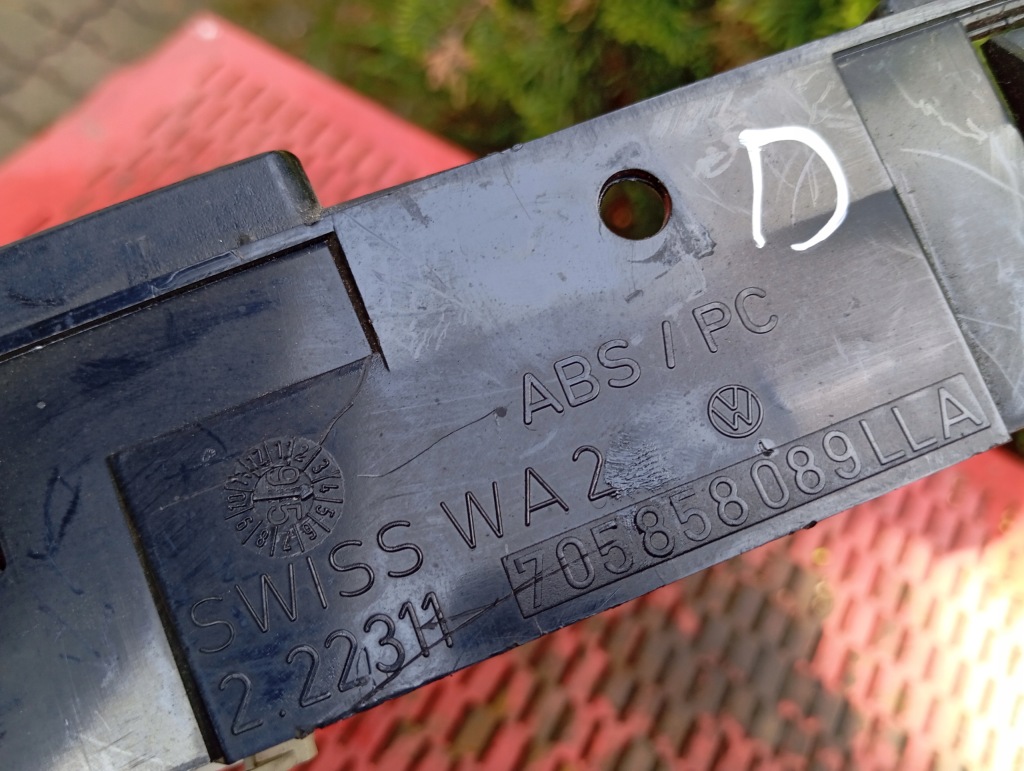 D
ABS / PC
SWISS WA 2
2.22311
705858089LLA